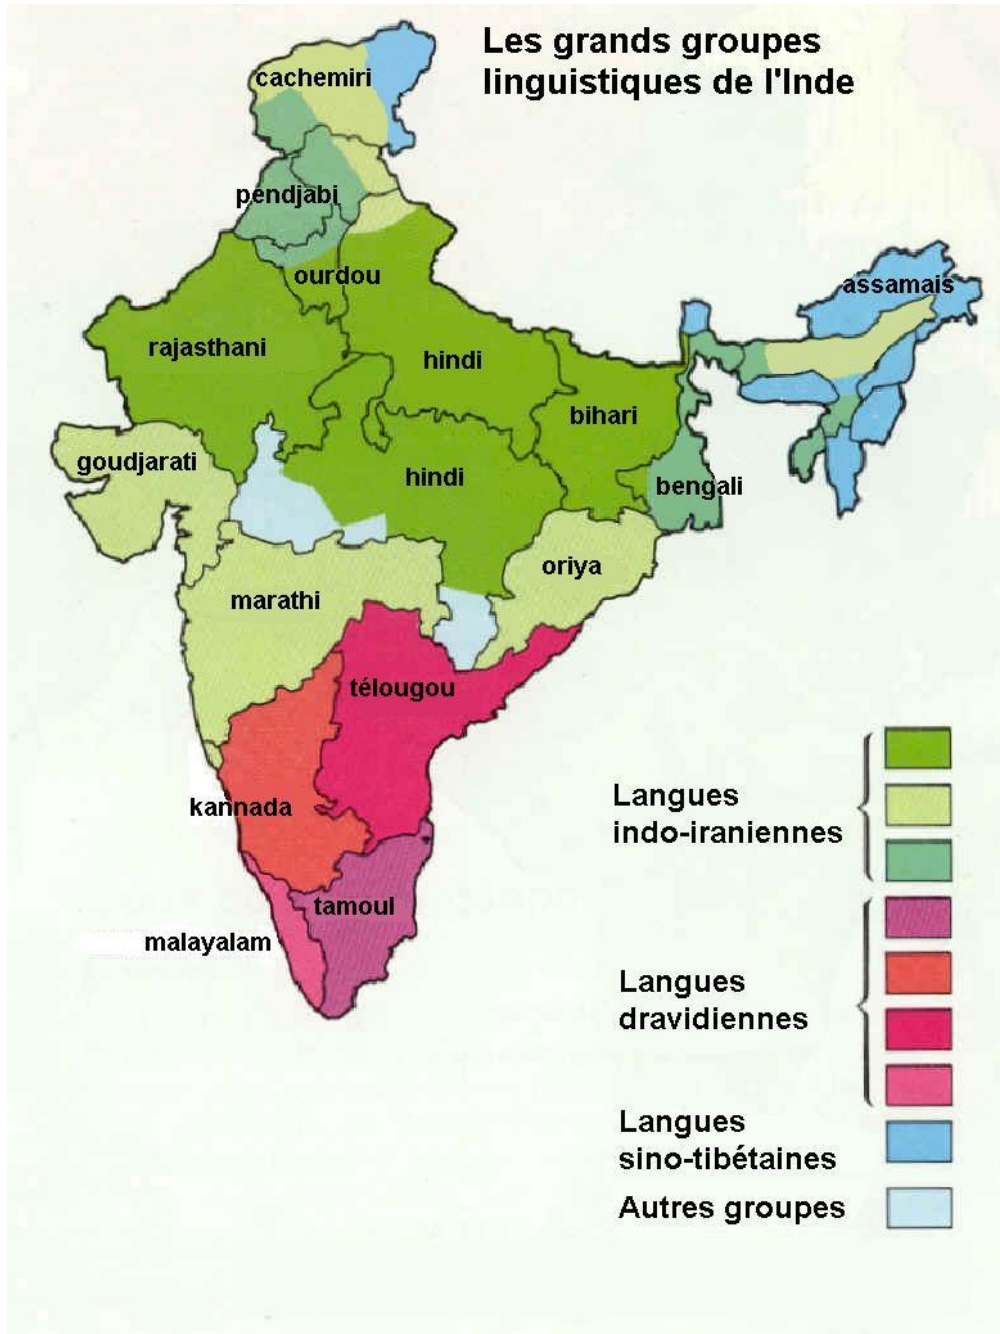 Les grands groupes
linguistiques de l'Inde
cachemiri
pendjabi
ourdou
assamais
rajasthani
hindi
bihari
goudjarati
hindi
bengali
oriya
marathi
télougou
kannada
tamoul
malayalam
Langues
indo-iraniennes
Langues
dravidiennes
Langues
sino-tibétaines
Autres groupes